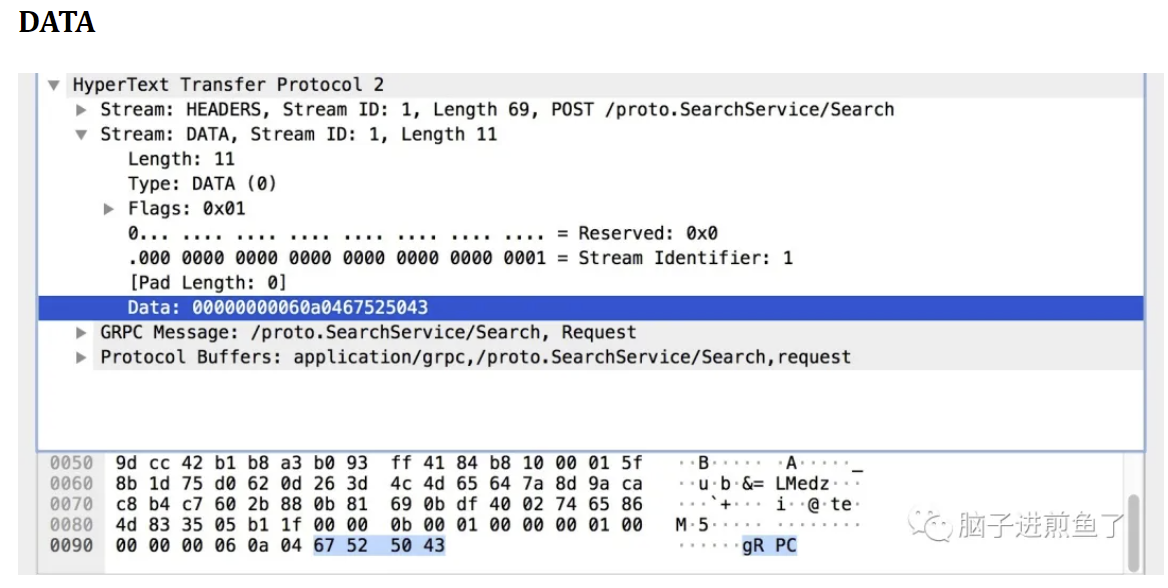 DATA
HyperText Transfer Protocol 2
Stream: HEADERS, Stream ID: 1, Length 69, POST /proto.SearchService/Search
Stream: DATA, Stream ID: 1, Length 11
Length: 11
Type: DATA (0)
Flags: 0x01
0... .... .... .... .... .... .... .... = Reserved: 0x0
.000 0000 0000 0000 0000 0000 0000 0001 = Stream Identifier: 1
[Pad Length: 0]
Data: 00000000060a0467525043
GRPC Message: /proto.SearchService/Search, Request
Protocol Buffers: application/grpc,/proto.SearchService/Search,request
0050 9d cc 42 b1 b8 a3 b0 93 ff 41 84 b8 10 00 01 5f ··B····· ·A·····_
0060 8b 1d 75 d0 62 0d 26 3d 4c 4d 65 64 7a 8d 9a ca ··u·b·&= LMedz···
0070 c8 b4 c7 60 2b 88 0b 81 69 0b df 40 02 74 65 86 ···`+··· i··@·te·
0080 4d 83 35 05 b1 1f 00 00 0b 00 01 00 00 00 01 00 M·5····· ········
0090 00 00 00 06 0a 04 67 52 50 43 ······gR PC
脑子进煎鱼了